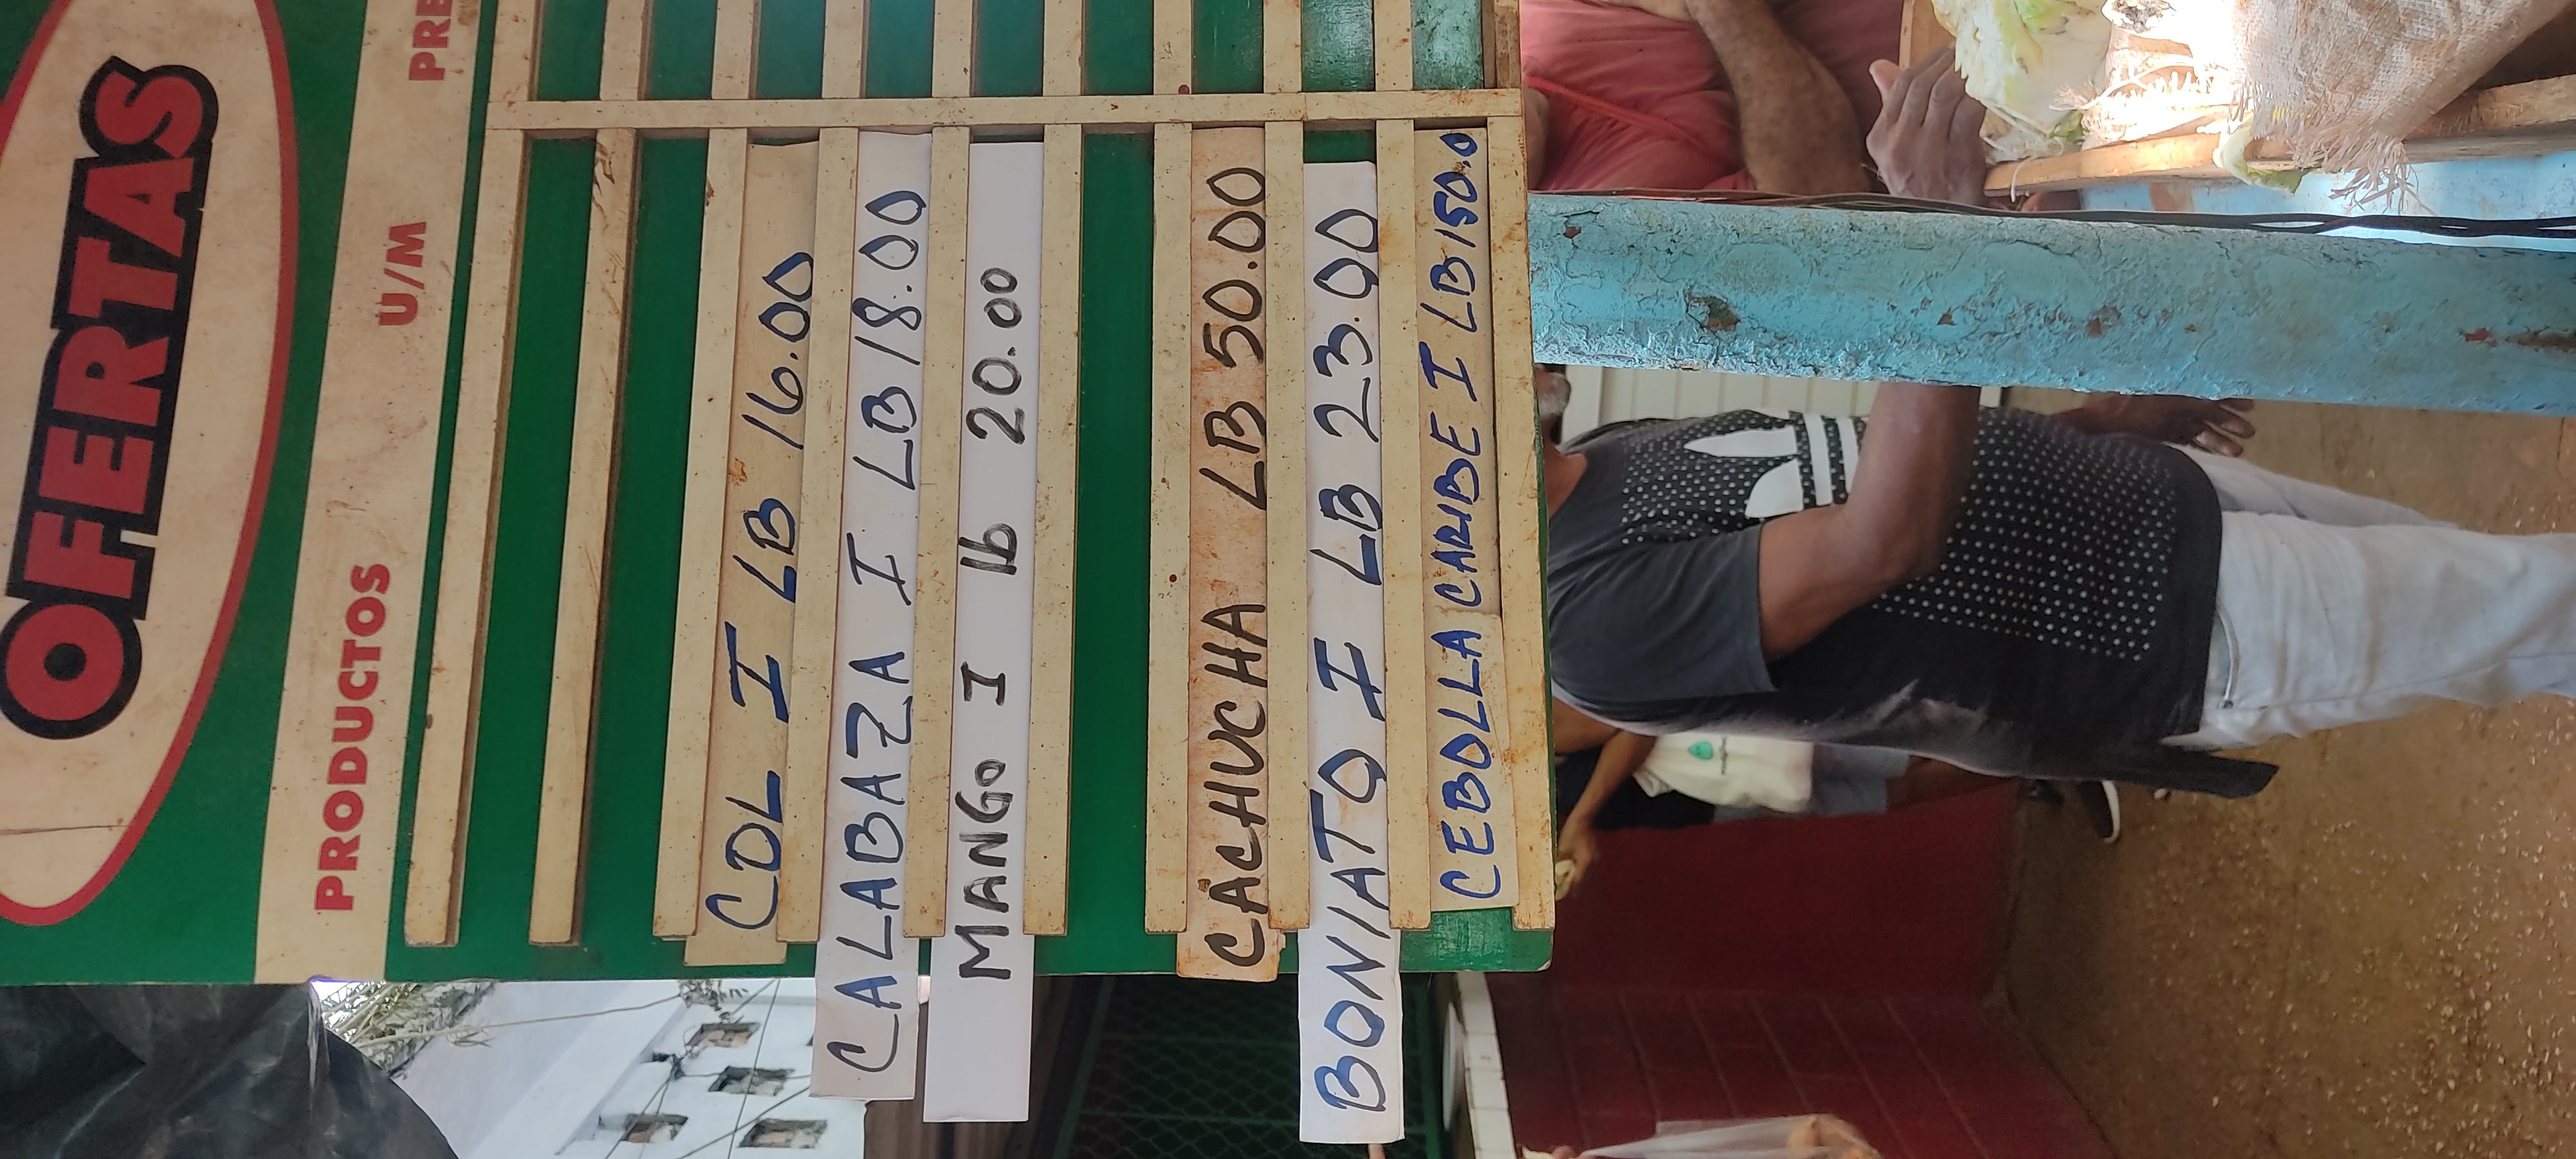 OFERTAS
PRODUCTOS U/M PRE
COL I LB 16.00
CALABAZA I LB 18.00
MANGO I lb 20.00
CACHUCHA LB 50.00
BONIATO I LB 23.00
CEBOLLA CARIBE I LB 150.0